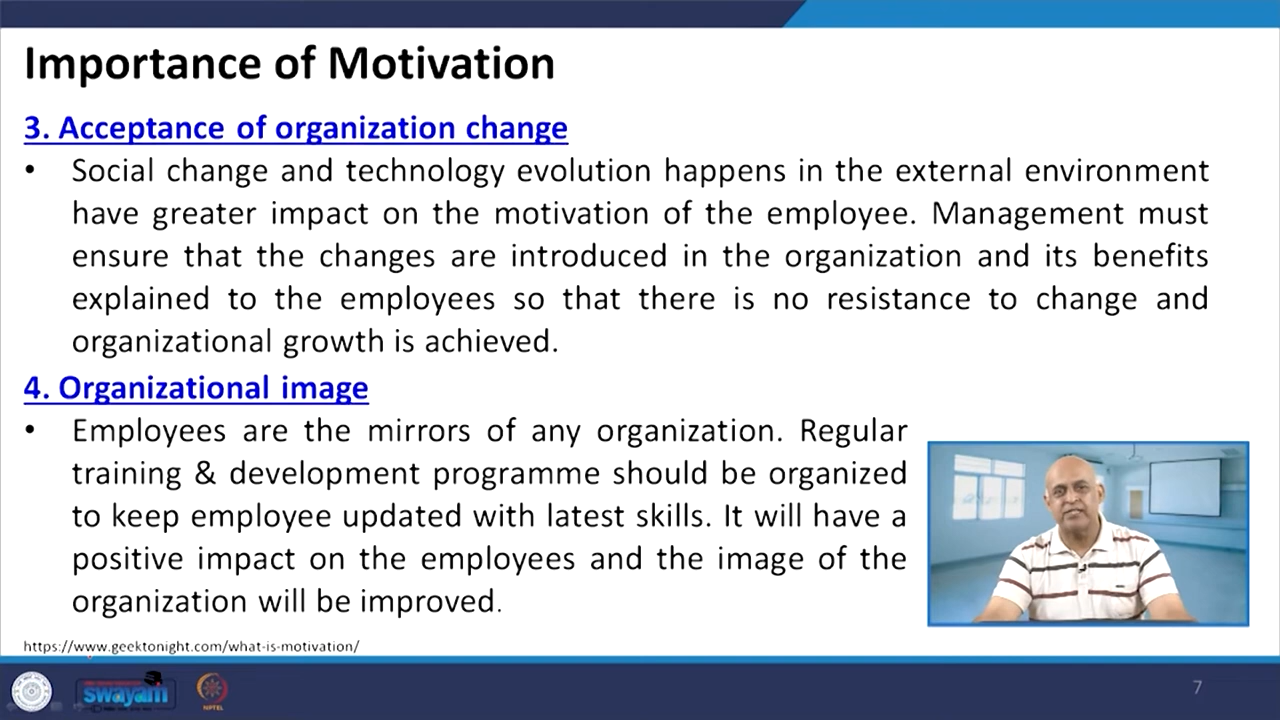 Importance of Motivation
3. Acceptance of organization change
• Social change and technology evolution happens in the external environment
have greater impact on the motivation of the employee. Management must
ensure that the changes are introduced in the organization and its benefits
explained to the employees so that there is no resistance to change and
organizational growth is achieved.
4. Organizational image
• Employees are the mirrors of any organization. Regular
training & development programme should be organized
to keep employee updated with latest skills. It will have a
positive impact on the employees and the image of the
organization will be improved.
https://www.geektonight.com/what-is-motivation/
swayam
NPTEL
7